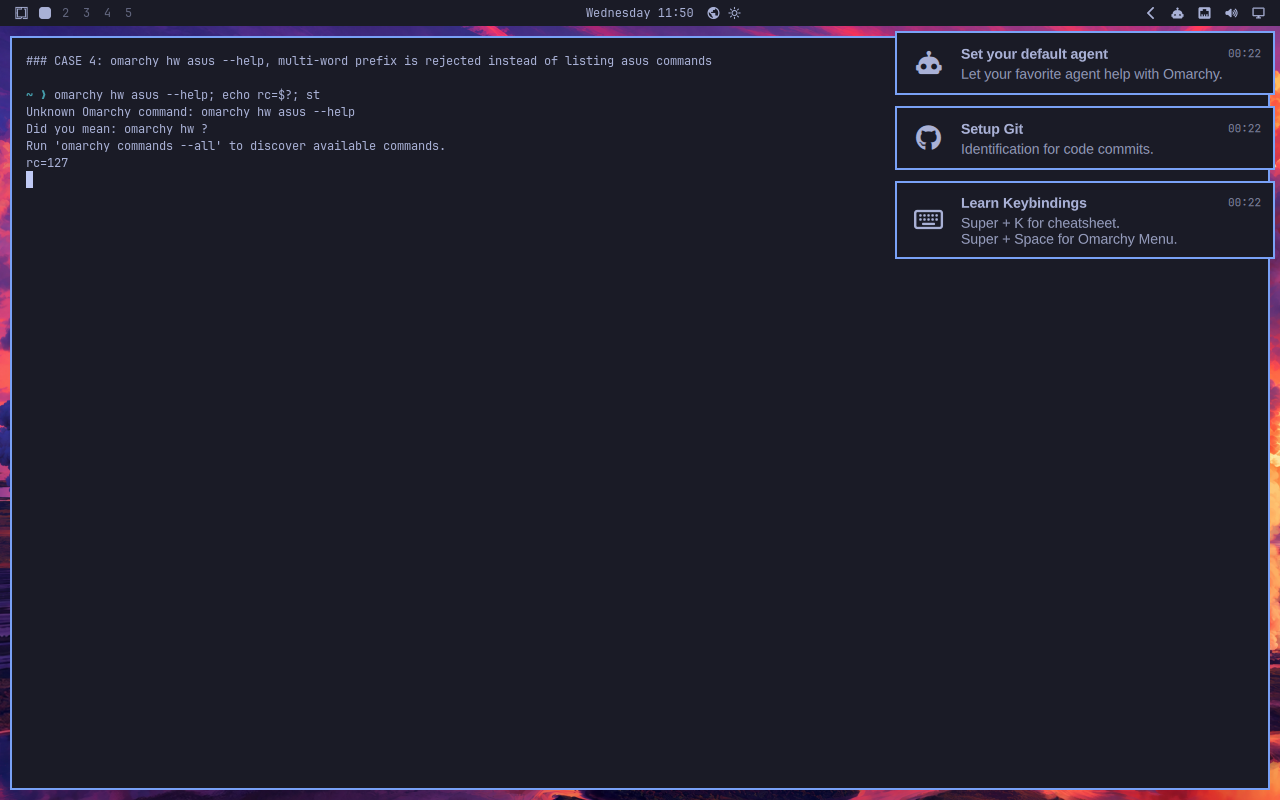 2 3 4 5
Wednesday 11:50
### CASE 4: omarchy hw asus --help, multi-word prefix is rejected instead of listing asus commands
~ ❯ omarchy hw asus --help; echo rc=$?; st
Unknown Omarchy command: omarchy hw asus --help
Did you mean: omarchy hw ?
Run 'omarchy commands --all' to discover available commands.
rc=127
Set your default agent 00:22
Let your favorite agent help with Omarchy.
Setup Git 00:22
Identification for code commits.
Learn Keybindings 00:22
Super + K for cheatsheet.
Super + Space for Omarchy Menu.